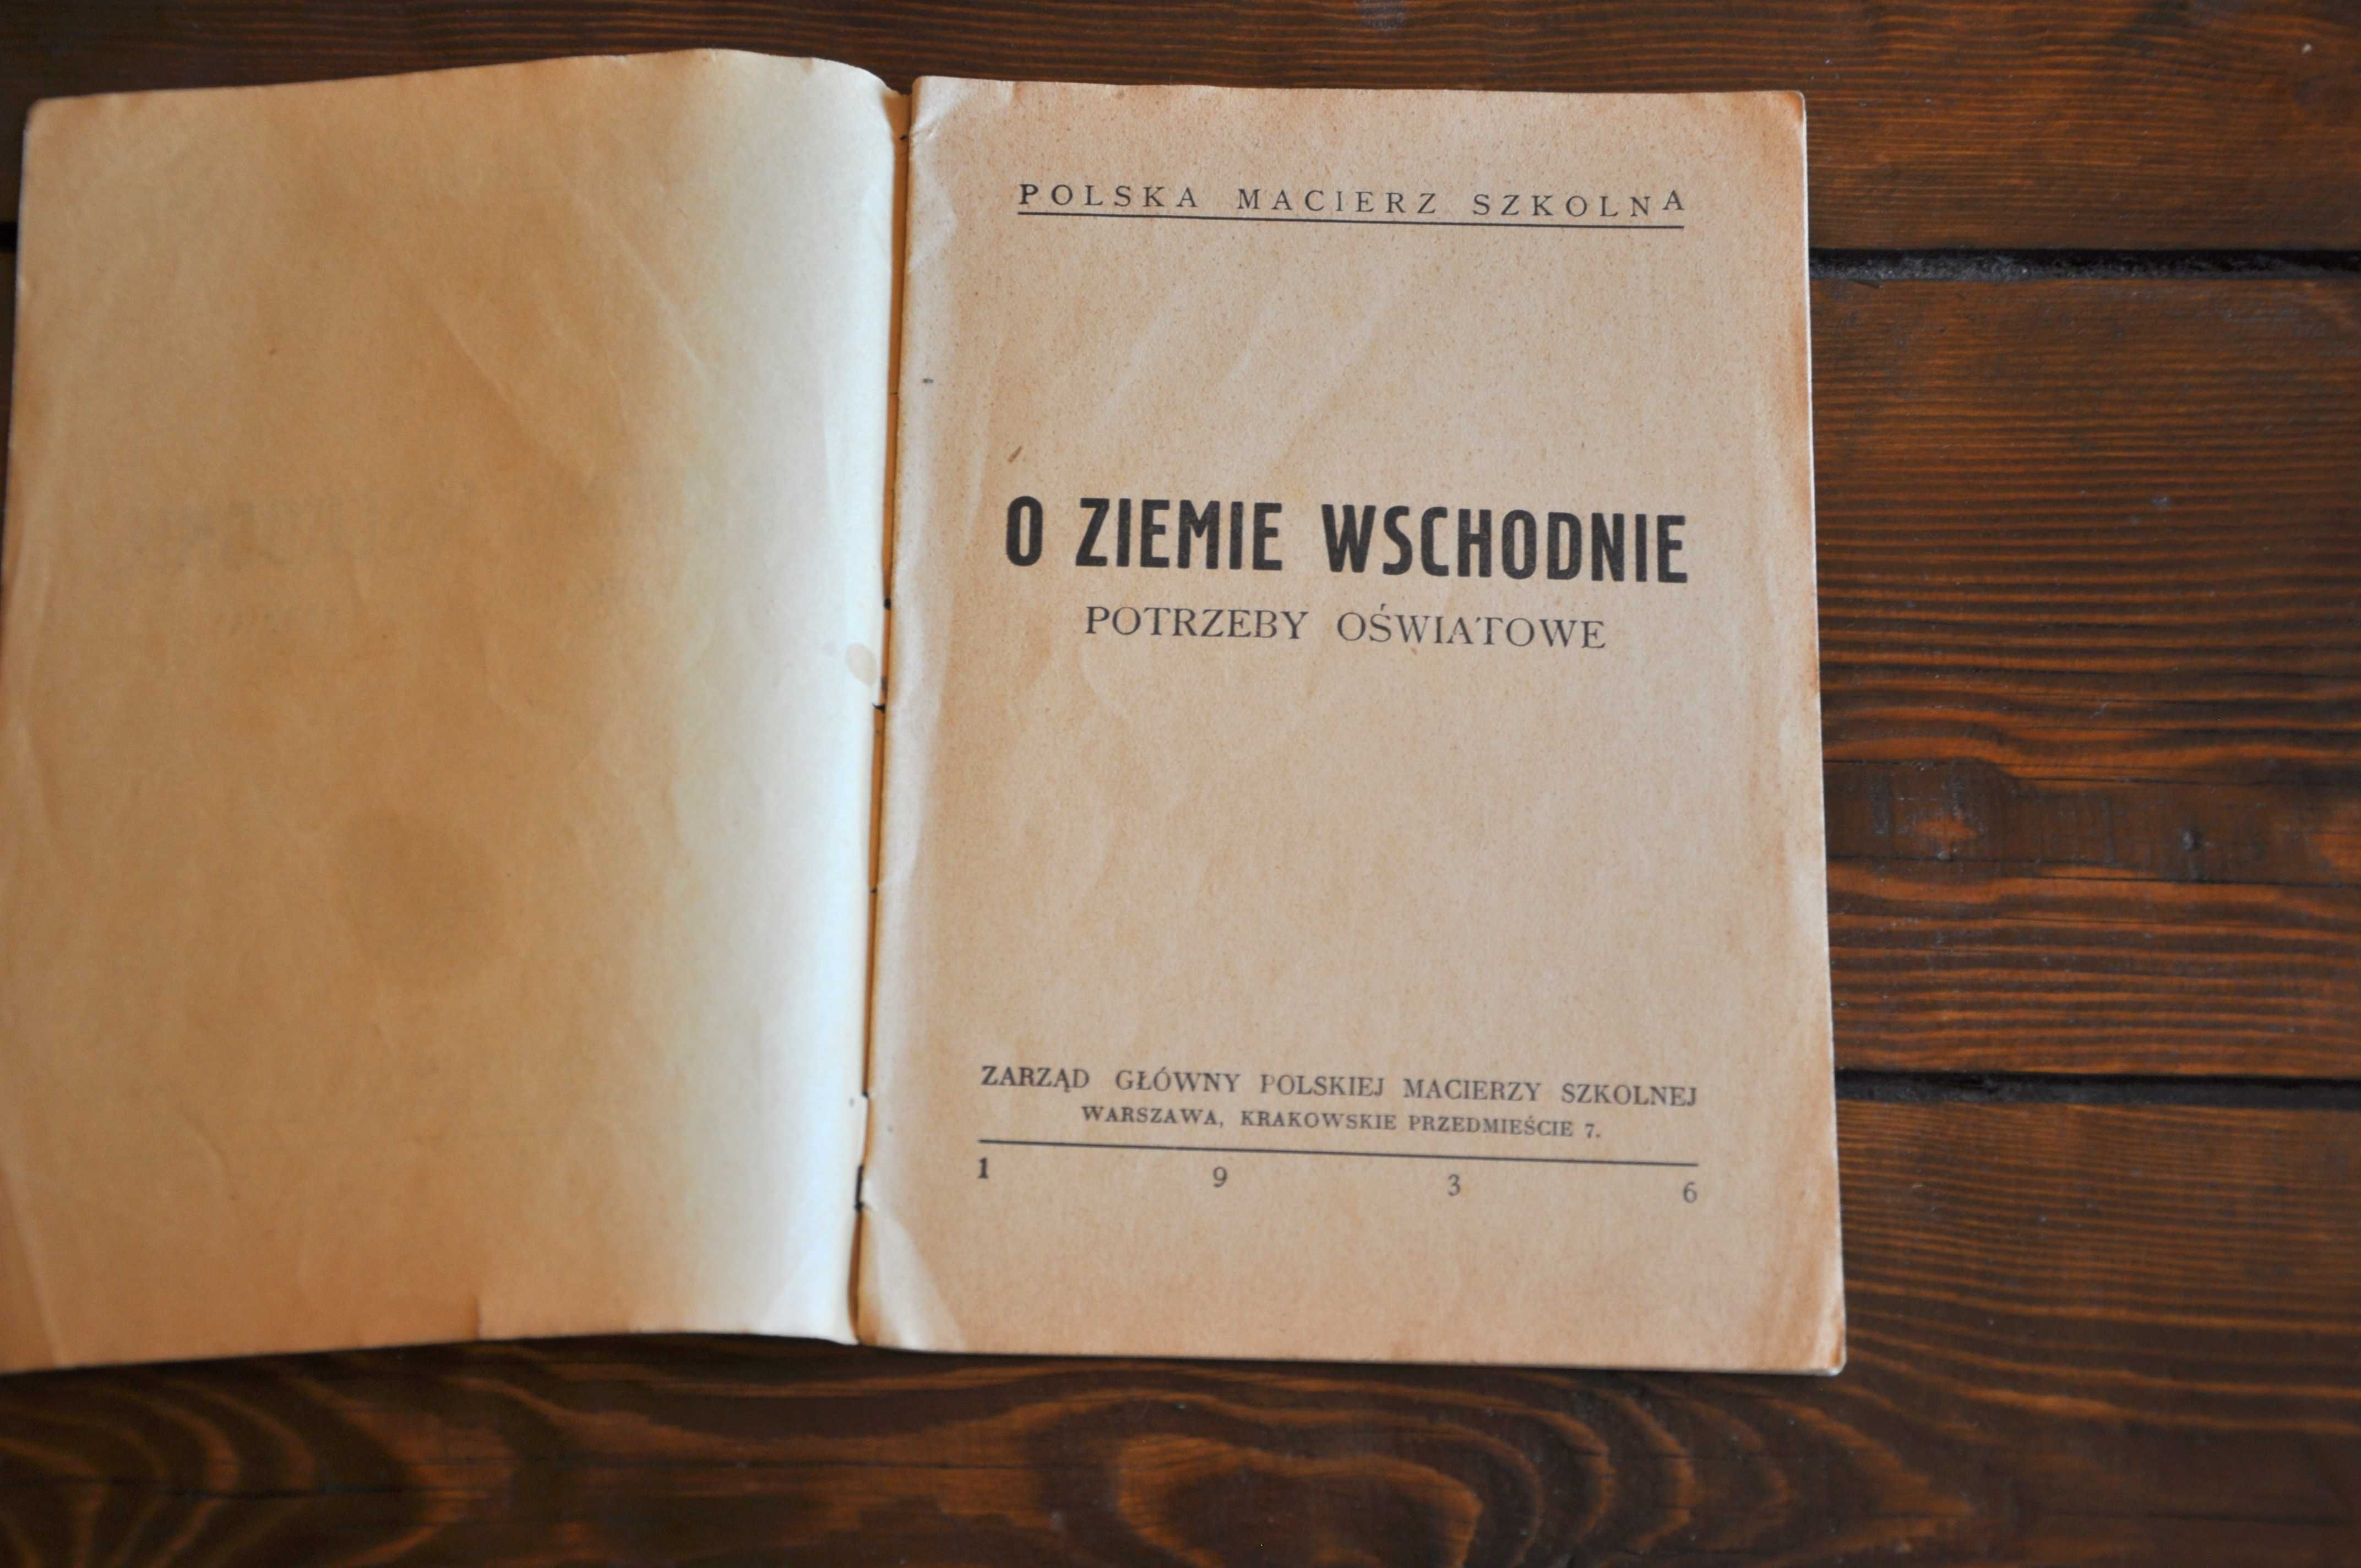 POLSKA MACIERZ SZKOLNA
O ZIEMIE WSCHODNIE
POTRZEBY OŚWIATOWE
ZARZĄD GŁÓWNY POLSKIEJ MACIERZY SZKOLNEJ
WARSZAWA, KRAKOWSKIE PRZEDMIEŚCIE 7.
1 9 3 6